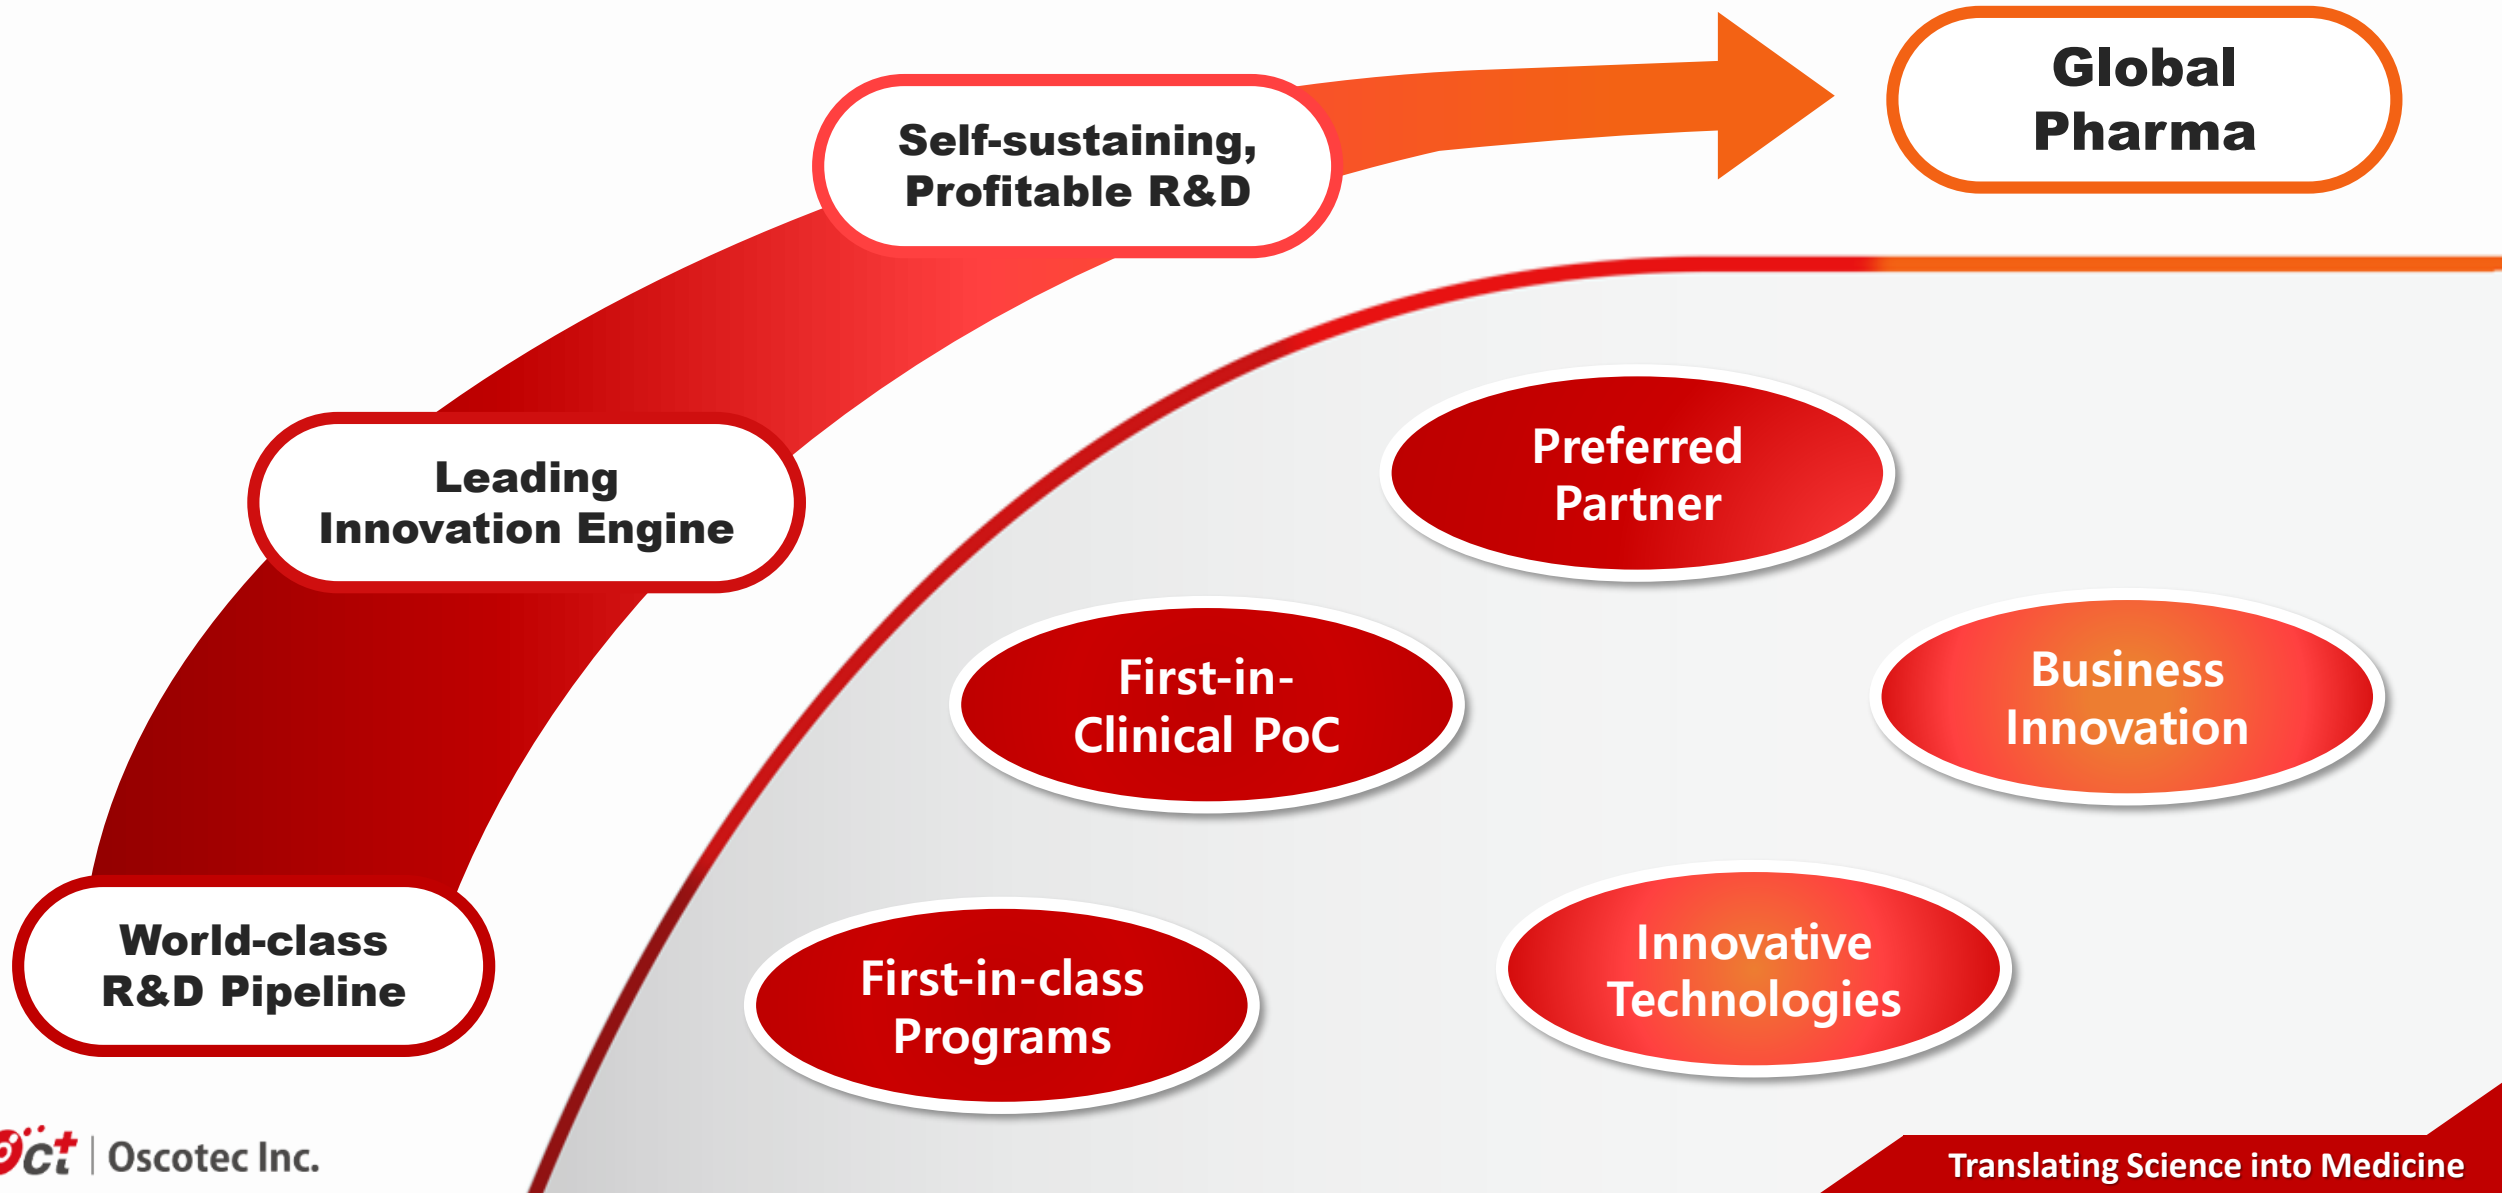 Global
Pharma
Self-sustaining,
Profitable R&D
Leading
Innovation Engine
World-class
R&D Pipeline
Preferred
Partner
First-in-
Clinical PoC
Business
Innovation
First-in-class
Programs
Innovative
Technologies
oct | Oscotec Inc.
Translating Science into Medicine